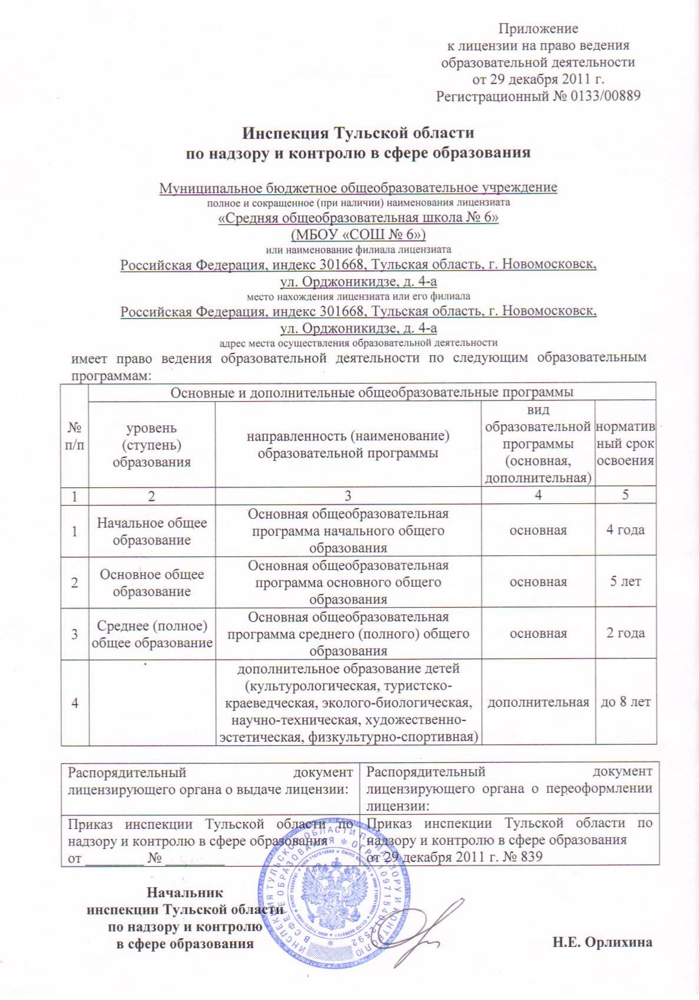 Приложение
к лицензии на право ведения
образовательной деятельности
от 29 декабря 2011 г.
Регистрационный № 0133/00889
Инспекция Тульской области
по надзору и контролю в сфере образования
Муниципальное бюджетное общеобразовательное учреждение
полное и сокращенное (при наличии) наименования лицензиата
«Средняя общеобразовательная школа № 6»
(МБОУ «СОШ № 6»)
или наименование филиала лицензиата
Российская Федерация, индекс 301668, Тульская область, г. Новомосковск,
ул. Орджоникидзе, д. 4-а
место нахождения лицензиата или его филиала
Российская Федерация, индекс 301668, Тульская область, г. Новомосковск,
ул. Орджоникидзе, д. 4-а
адрес места осуществления образовательной деятельности
имеет право ведения образовательной деятельности по следующим образовательным
программам:
№
п/п
Основные и дополнительные общеобразовательные программы
уровень
(ступень)
образования
направленность (наименование)
образовательной программы
вид
образовательной
программы
(основная,
дополнительная)
норматив
ный срок
освоения
1 2 3 4 5
1
Начальное общее
образование
Основная общеобразовательная
программа начального общего
образования
основная
4 года
2
Основное общее
образование
Основная общеобразовательная
программа основного общего
образования
основная
5 лет
3
Среднее (полное)
общее образование
Основная общеобразовательная
программа среднего (полного) общего
образования
основная
2 года
4
дополнительное образование детей
(культурологическая, туристско-
краеведческая, эколого-биологическая,
научно-техническая, художественно-
эстетическая, физкультурно-спортивная)
дополнительная
до 8 лет
Распорядительный документ
лицензирующего органа о выдаче лицензии:
Распорядительный документ
лицензирующего органа о переоформлении
лицензии:
Приказ инспекции Тульской области по
надзору и контролю в сфере образования
от ________ № ________
Приказ инспекции Тульской области по
надзору и контролю в сфере образования
от 29 декабря 2011 г. № 839
Начальник
инспекции Тульской области
по надзору и контролю
в сфере образования
Н.Е. Орлихина
ИНСПЕКЦИЯ ТУЛЬСКОЙ ОБЛАСТИ ПО НАДЗОРУ И КОНТРОЛЮ
В СФЕРЕ ОБРАЗОВАНИЯ * ОГРН 1097154012592 *